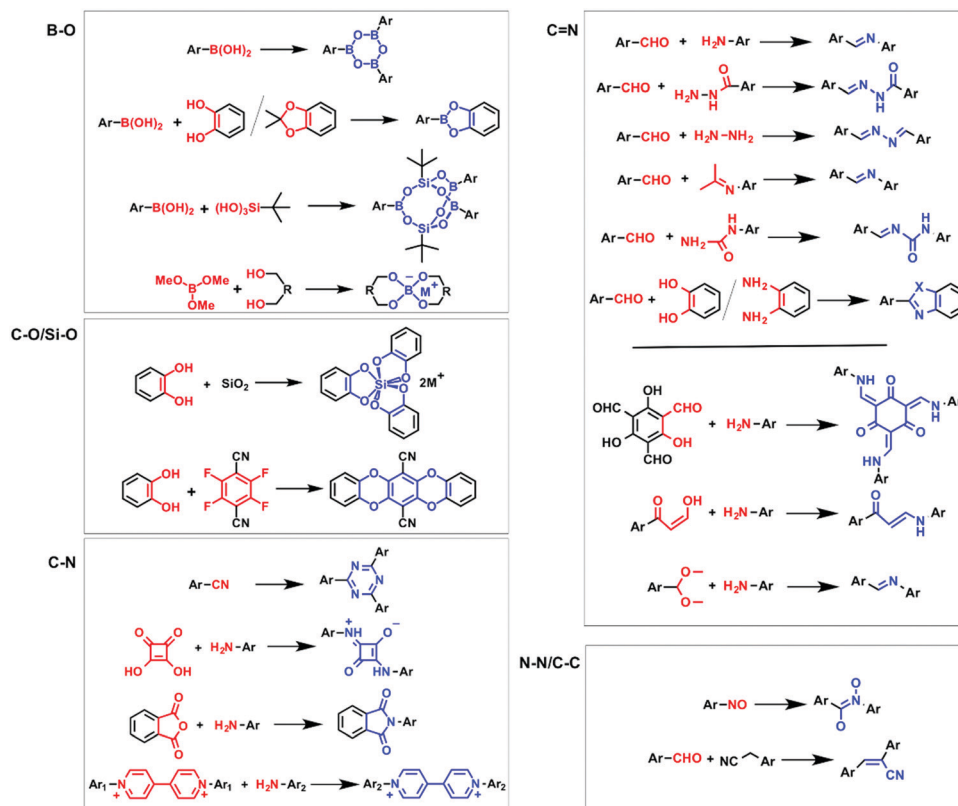 B-O
Ar–B(OH)2
Ar
B
O
B
O
B
O
Ar
Ar
Ar–B(OH)2 + HO HO / O O
Ar–B O O
Ar–B(OH)2 + (HO)3Si
Si O O O B Ar
Ar–B O O B Ar
O O Si O
MeO B OMe OMe + HO R HO
R O O B− O O R M+
C-O/Si-O
OH OH + SiO2
O O O Si O O O 2M+
OH OH + CN F F F F CN
CN O O O O CN
C-N
Ar–CN
Ar N N N Ar Ar
O O HO OH + H2N–Ar
Ar–NH + O− O HN–Ar
O O O + H2N–Ar
O N–Ar O
Ar1–N+ N+–Ar1 + H2N–Ar2
Ar2–N+ N+–Ar2
C=N
Ar–CHO + H2N–Ar
Ar N Ar
Ar–CHO + H2N N H O Ar
Ar N NH O Ar
Ar–CHO + H2N–NH2
Ar N N Ar
Ar–CHO + N–Ar
Ar N Ar
Ar–CHO + NH2 O H N–Ar
Ar N O H N Ar
Ar–CHO + OH HO / NH2 NH2
Ar X N
OHC OH CHO HO OH CHO + H2N–Ar
Ar NH O O O HN Ar HN Ar
Ar O OH + H2N–Ar
Ar O N H Ar
Ar O– O– + H2N–Ar
Ar N Ar
N-N/C-C
Ar–NO
Ar N O Ar O
Ar–CHO + NC Ar
Ar Ar CN